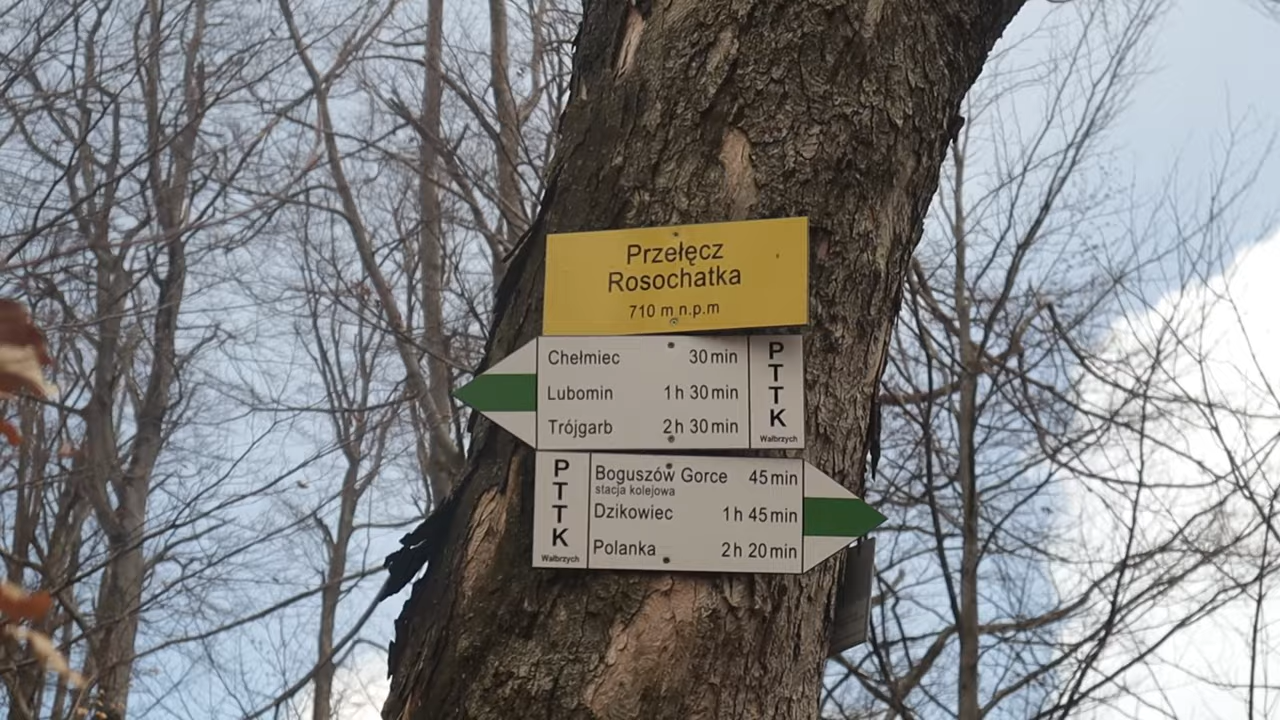 Przełęcz
Rosochatka
710 m n.p.m
Chełmiec 30 min
Lubomin 1 h 30 min
Trójgarb 2 h 30 min
PTTK
Wałbrzych
PTTK
Wałbrzych
Boguszów Gorce 45 min
stacja kolejowa
Dzikowiec 1 h 45 min
Polanka 2 h 20 min